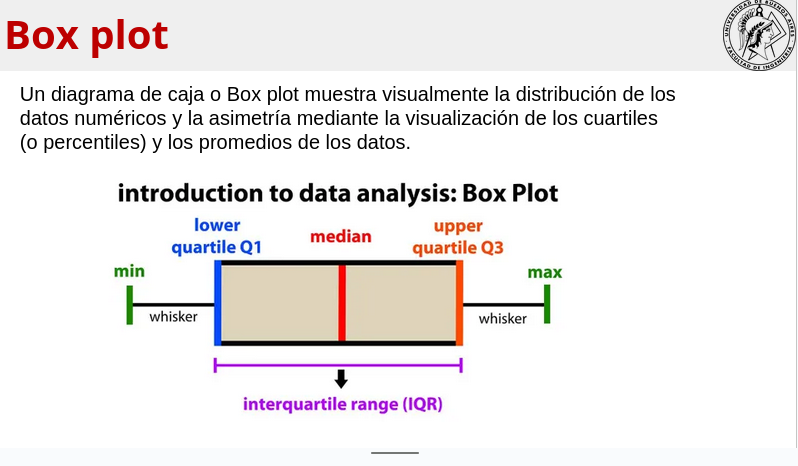 Box plot
UNIVERSIDAD DE BUENOS AIRES
FACULTAD DE INGENIERIA
Un diagrama de caja o Box plot muestra visualmente la distribución de los
datos numéricos y la asimetría mediante la visualización de los cuartiles
(o percentiles) y los promedios de los datos.
introduction to data analysis: Box Plot
lower
quartile Q1
median
upper
quartile Q3
min
max
whisker
whisker
interquartile range (IQR)